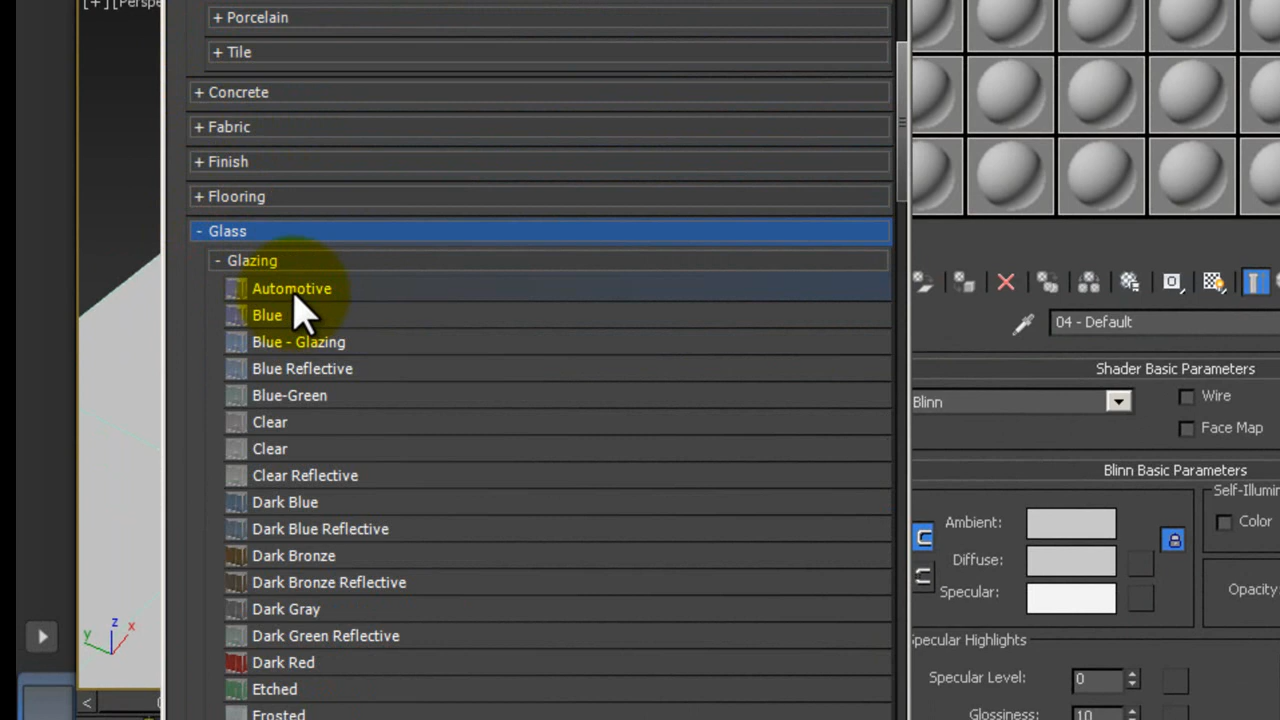 [+][Perspe
+ Porcelain
+ Tile
+ Concrete
+ Fabric
+ Finish
+ Flooring
- Glass
- Glazing
Automotive
Blue
Blue - Glazing
Blue Reflective
Blue-Green
Clear
Clear
Clear Reflective
Dark Blue
Dark Blue Reflective
Dark Bronze
Dark Bronze Reflective
Dark Gray
Dark Green Reflective
Dark Red
Etched
Frosted
z
x
y
<
04 - Default
Shader Basic Parameters
Blinn
Wire
Face Map
Blinn Basic Parameters
Self-Illumin
Ambient:
Color
Diffuse:
Specular:
Opacity
Specular Highlights
Specular Level: 0
Glossiness: 10